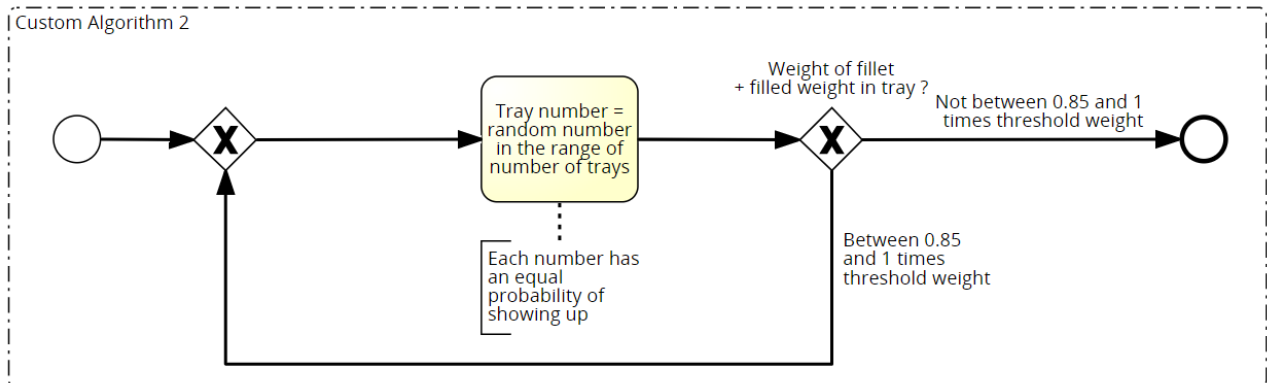 Custom Algorithm 2
Weight of fillet
+ filled weight in tray ?
Tray number =
random number
in the range of
number of trays
Not between 0.85 and 1
times threshold weight
Each number has
an equal
probability of
showing up
Between 0.85
and 1 times
threshold weight